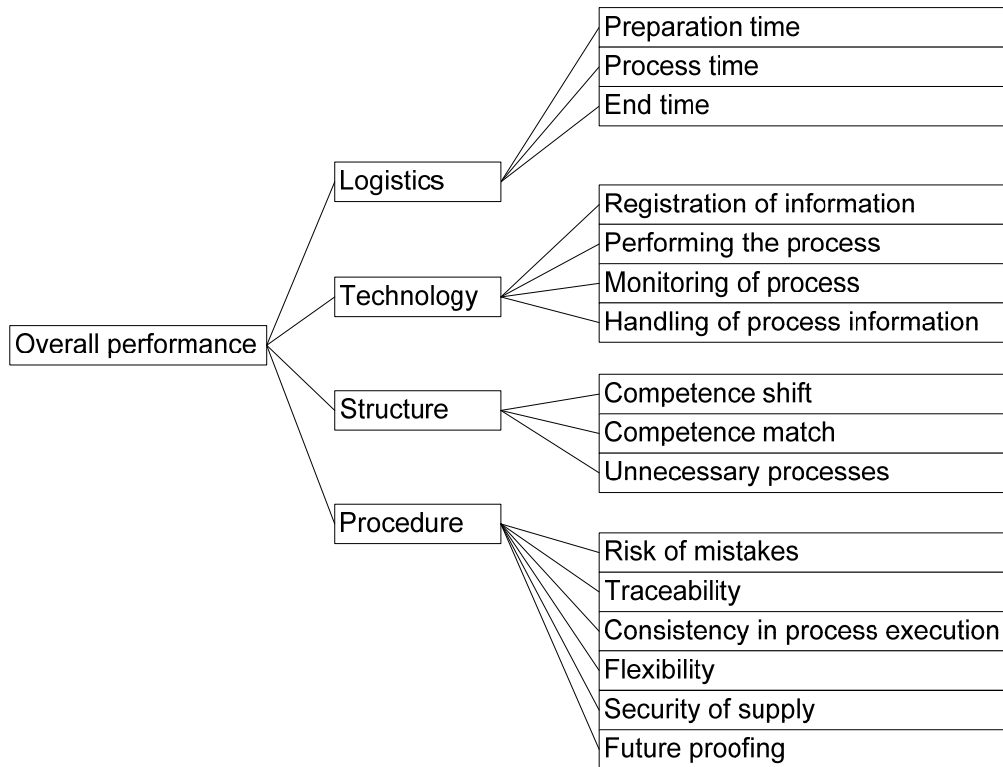 Overall performance
Logistics
Preparation time
Process time
End time
Technology
Registration of information
Performing the process
Monitoring of process
Handling of process information
Structure
Competence shift
Competence match
Unnecessary processes
Procedure
Risk of mistakes
Traceability
Consistency in process execution
Flexibility
Security of supply
Future proofing